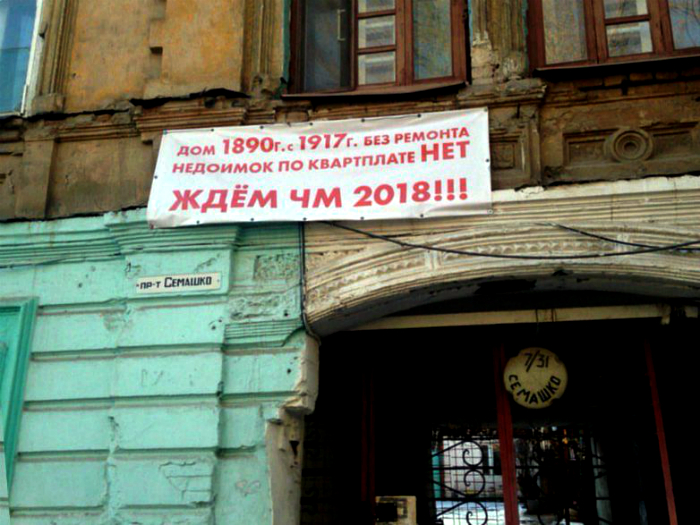 ДОМ 1890г. с 1917г. БЕЗ РЕМОНТА
НЕДОИМОК ПО КВАРТПЛАТЕ НЕТ
ЖДЁМ ЧМ 2018!!!
ПР-Т СЕМАШКО
7/31
СЕМАШКО